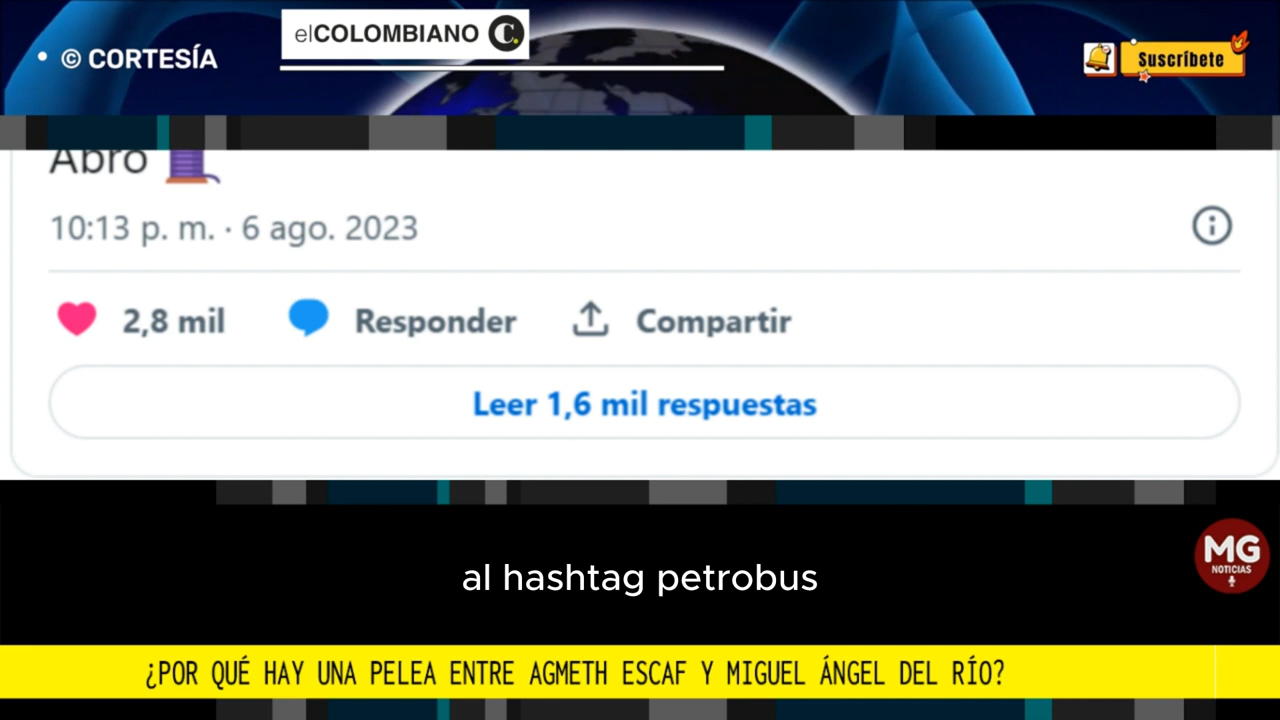 elCOLOMBIANO C.
• © CORTESÍA
Suscríbete
Abro
10:13 p. m. · 6 ago. 2023
2,8 mil Responder Compartir
Leer 1,6 mil respuestas
al hashtag petrobus
MG
NOTICIAS
¿POR QUÉ HAY UNA PELEA ENTRE AGMETH ESCAF Y MIGUEL ÁNGEL DEL RÍO?